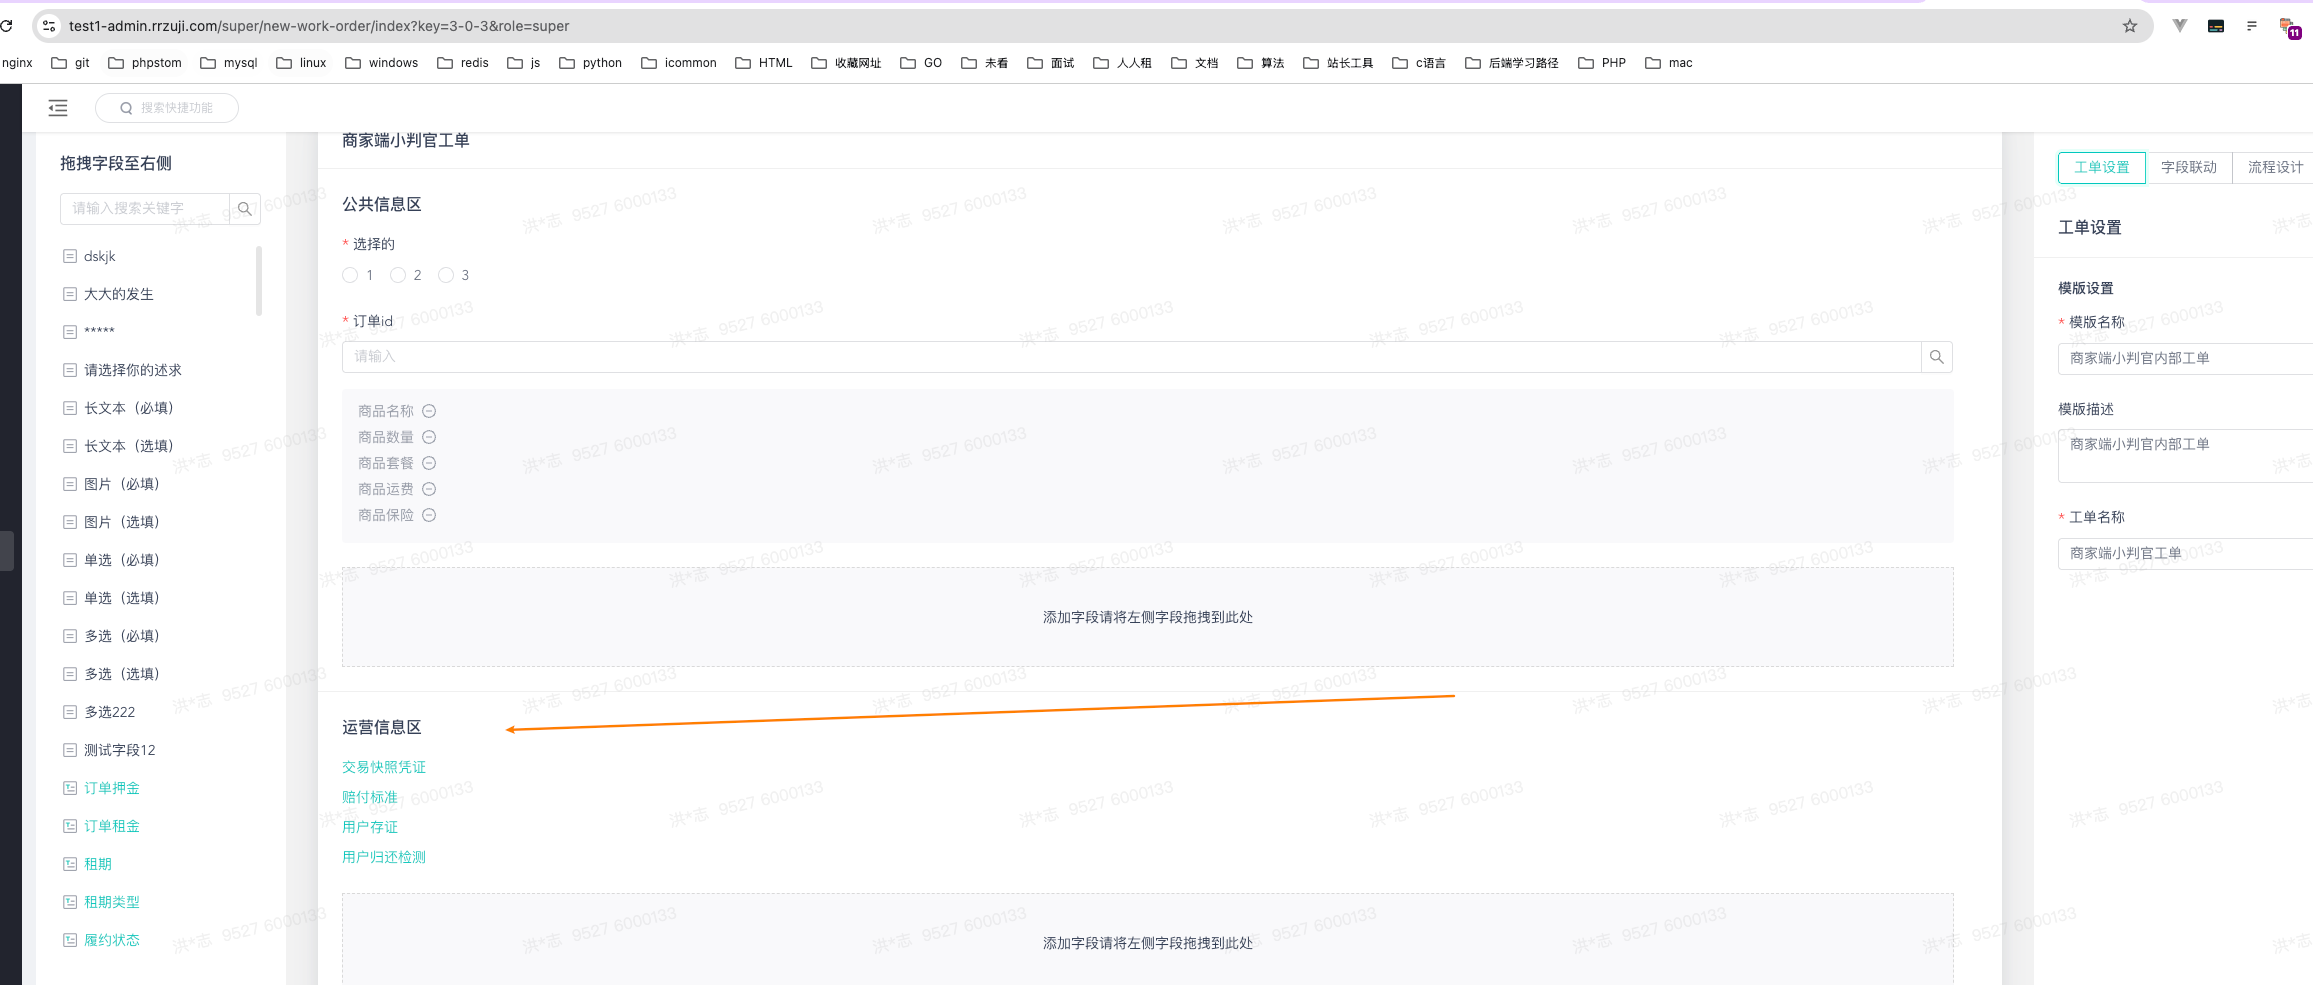 test1-admin.rrzuji.com/super/new-work-order/index?key=3-0-3&role=super
11
nginx git phpstom mysql linux windows redis js python icommon HTML 收藏网址 GO 未看 面试 人人租 文档 算法 站长工具 c语言 后端学习路径 PHP mac
搜索快捷功能
拖拽字段至右侧
请输入搜索关键字
dskjk
大大的发生
*****
请选择你的述求
长文本（必填）
长文本（选填）
图片（必填）
图片（选填）
单选（必填）
单选（选填）
多选（必填）
多选（选填）
多选222
测试字段12
订单押金
订单租金
租期
租期类型
履约状态
商家端小判官工单
公共信息区
* 选择的
1 2 3
* 订单id
请输入
商品名称
商品数量
商品套餐
商品运费
商品保险
添加字段请将左侧字段拖拽到此处
运营信息区
交易快照凭证
赔付标准
用户存证
用户归还检测
添加字段请将左侧字段拖拽到此处
工单设置 字段联动 流程设计
工单设置
模版设置
* 模版名称
商家端小判官内部工单
模版描述
商家端小判官内部工单
* 工单名称
商家端小判官工单
洪*志 9527 6000133